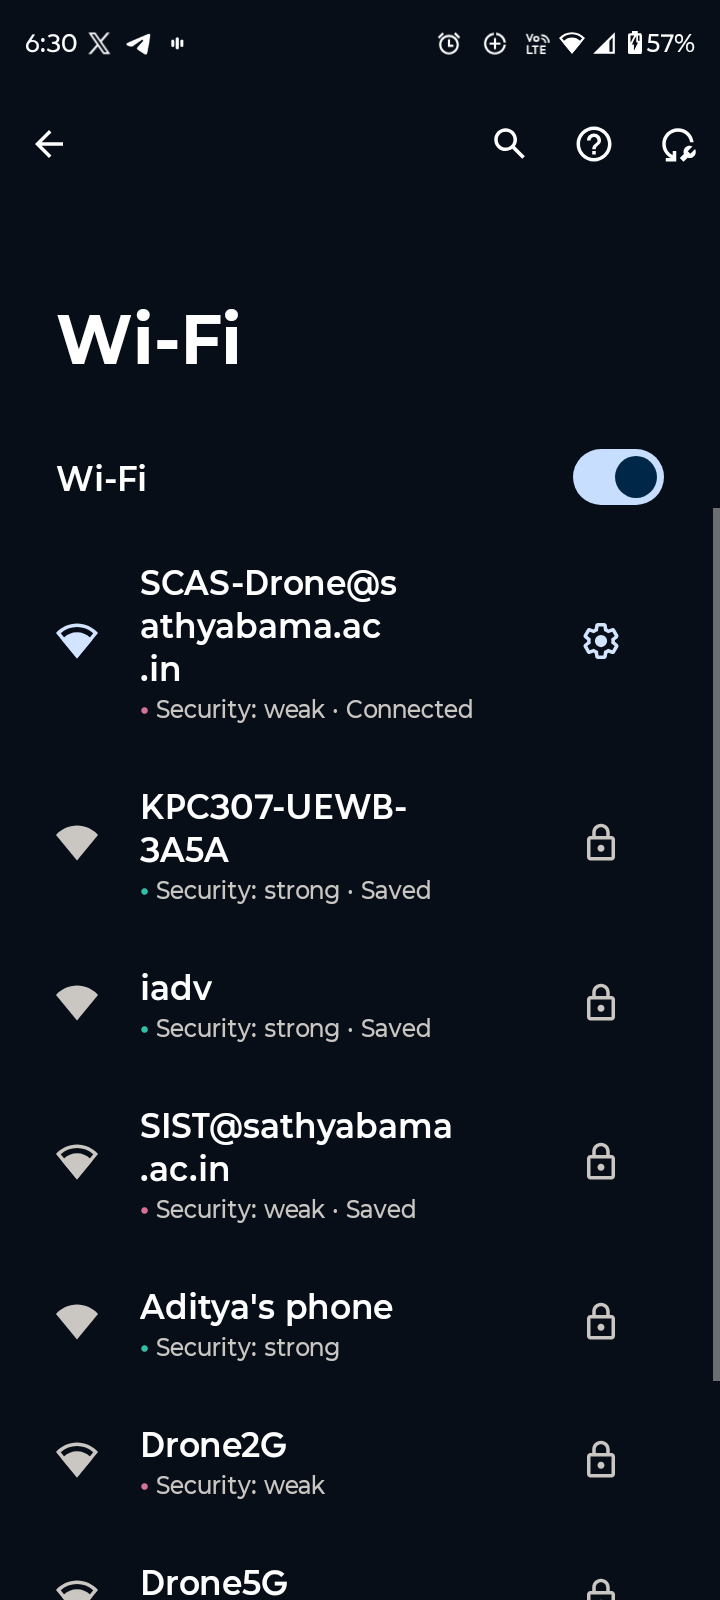 6:30 Vo LTE 57%
Wi-Fi
Wi-Fi
SCAS-Drone@s
athyabama.ac
.in
• Security: weak · Connected
KPC307-UEWB-
3A5A
• Security: strong · Saved
iadv
• Security: strong · Saved
SIST@sathyabama
.ac.in
• Security: weak · Saved
Aditya's phone
• Security: strong
Drone2G
• Security: weak
Drone5G